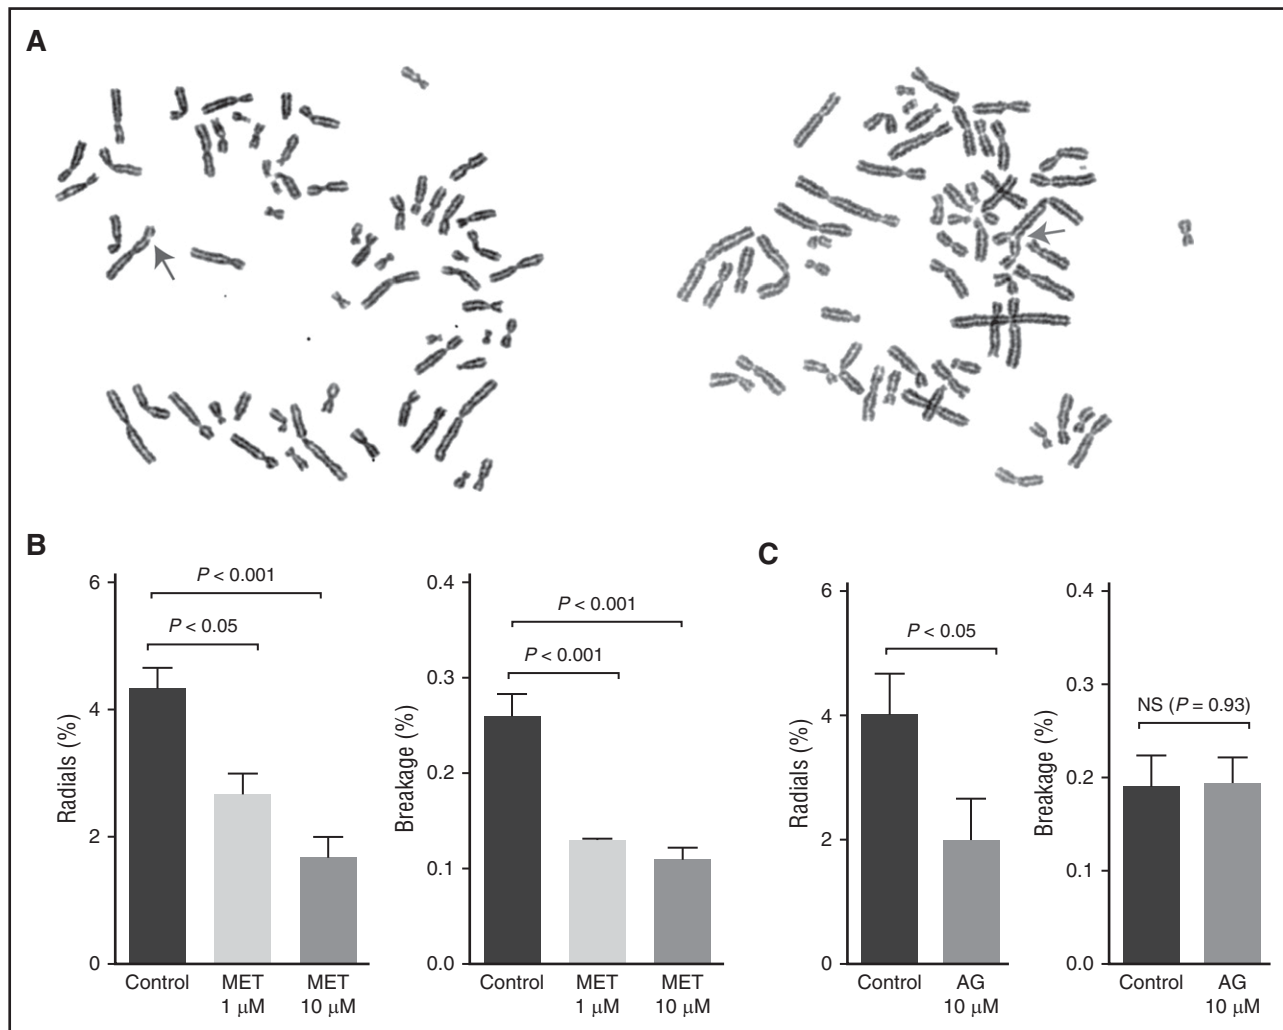 A
B
Radials (%)
6
4
2
0
P < 0.001
P < 0.05
Control
MET
1 μM
MET
10 μM
Breakage (%)
0.4
0.3
0.2
0.1
0.0
P < 0.001
P < 0.001
Control
MET
1 μM
MET
10 μM
C
Radials (%)
6
4
2
0
P < 0.05
Control
AG
10 μM
Breakage (%)
0.4
0.3
0.2
0.1
0.0
NS (P = 0.93)
Control
AG
10 μM